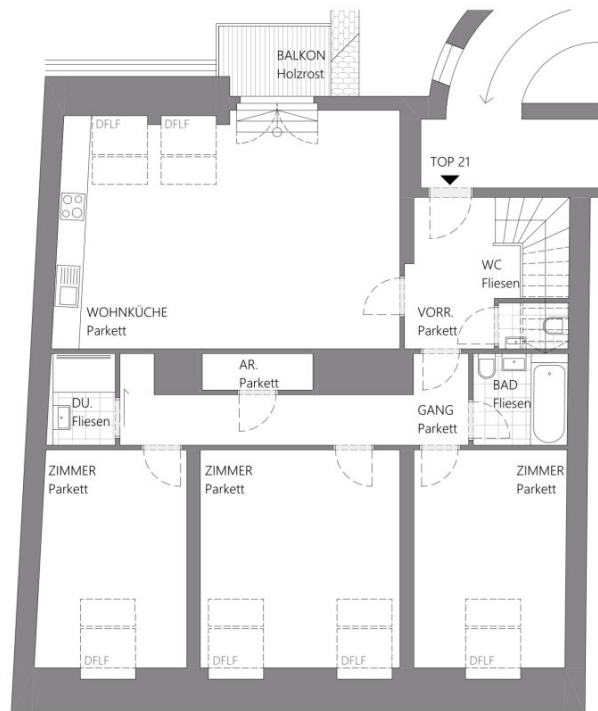 BALKON
Holzrost
DFLF
DFLF
TOP 21
WC
Fliesen
WOHNKÜCHE
Parkett
VORR.
Parkett
AR.
Parkett
DU.
Fliesen
GANG
Parkett
BAD
Fliesen
ZIMMER
Parkett
ZIMMER
Parkett
ZIMMER
Parkett
DFLF
DFLF
DFLF
DFLF